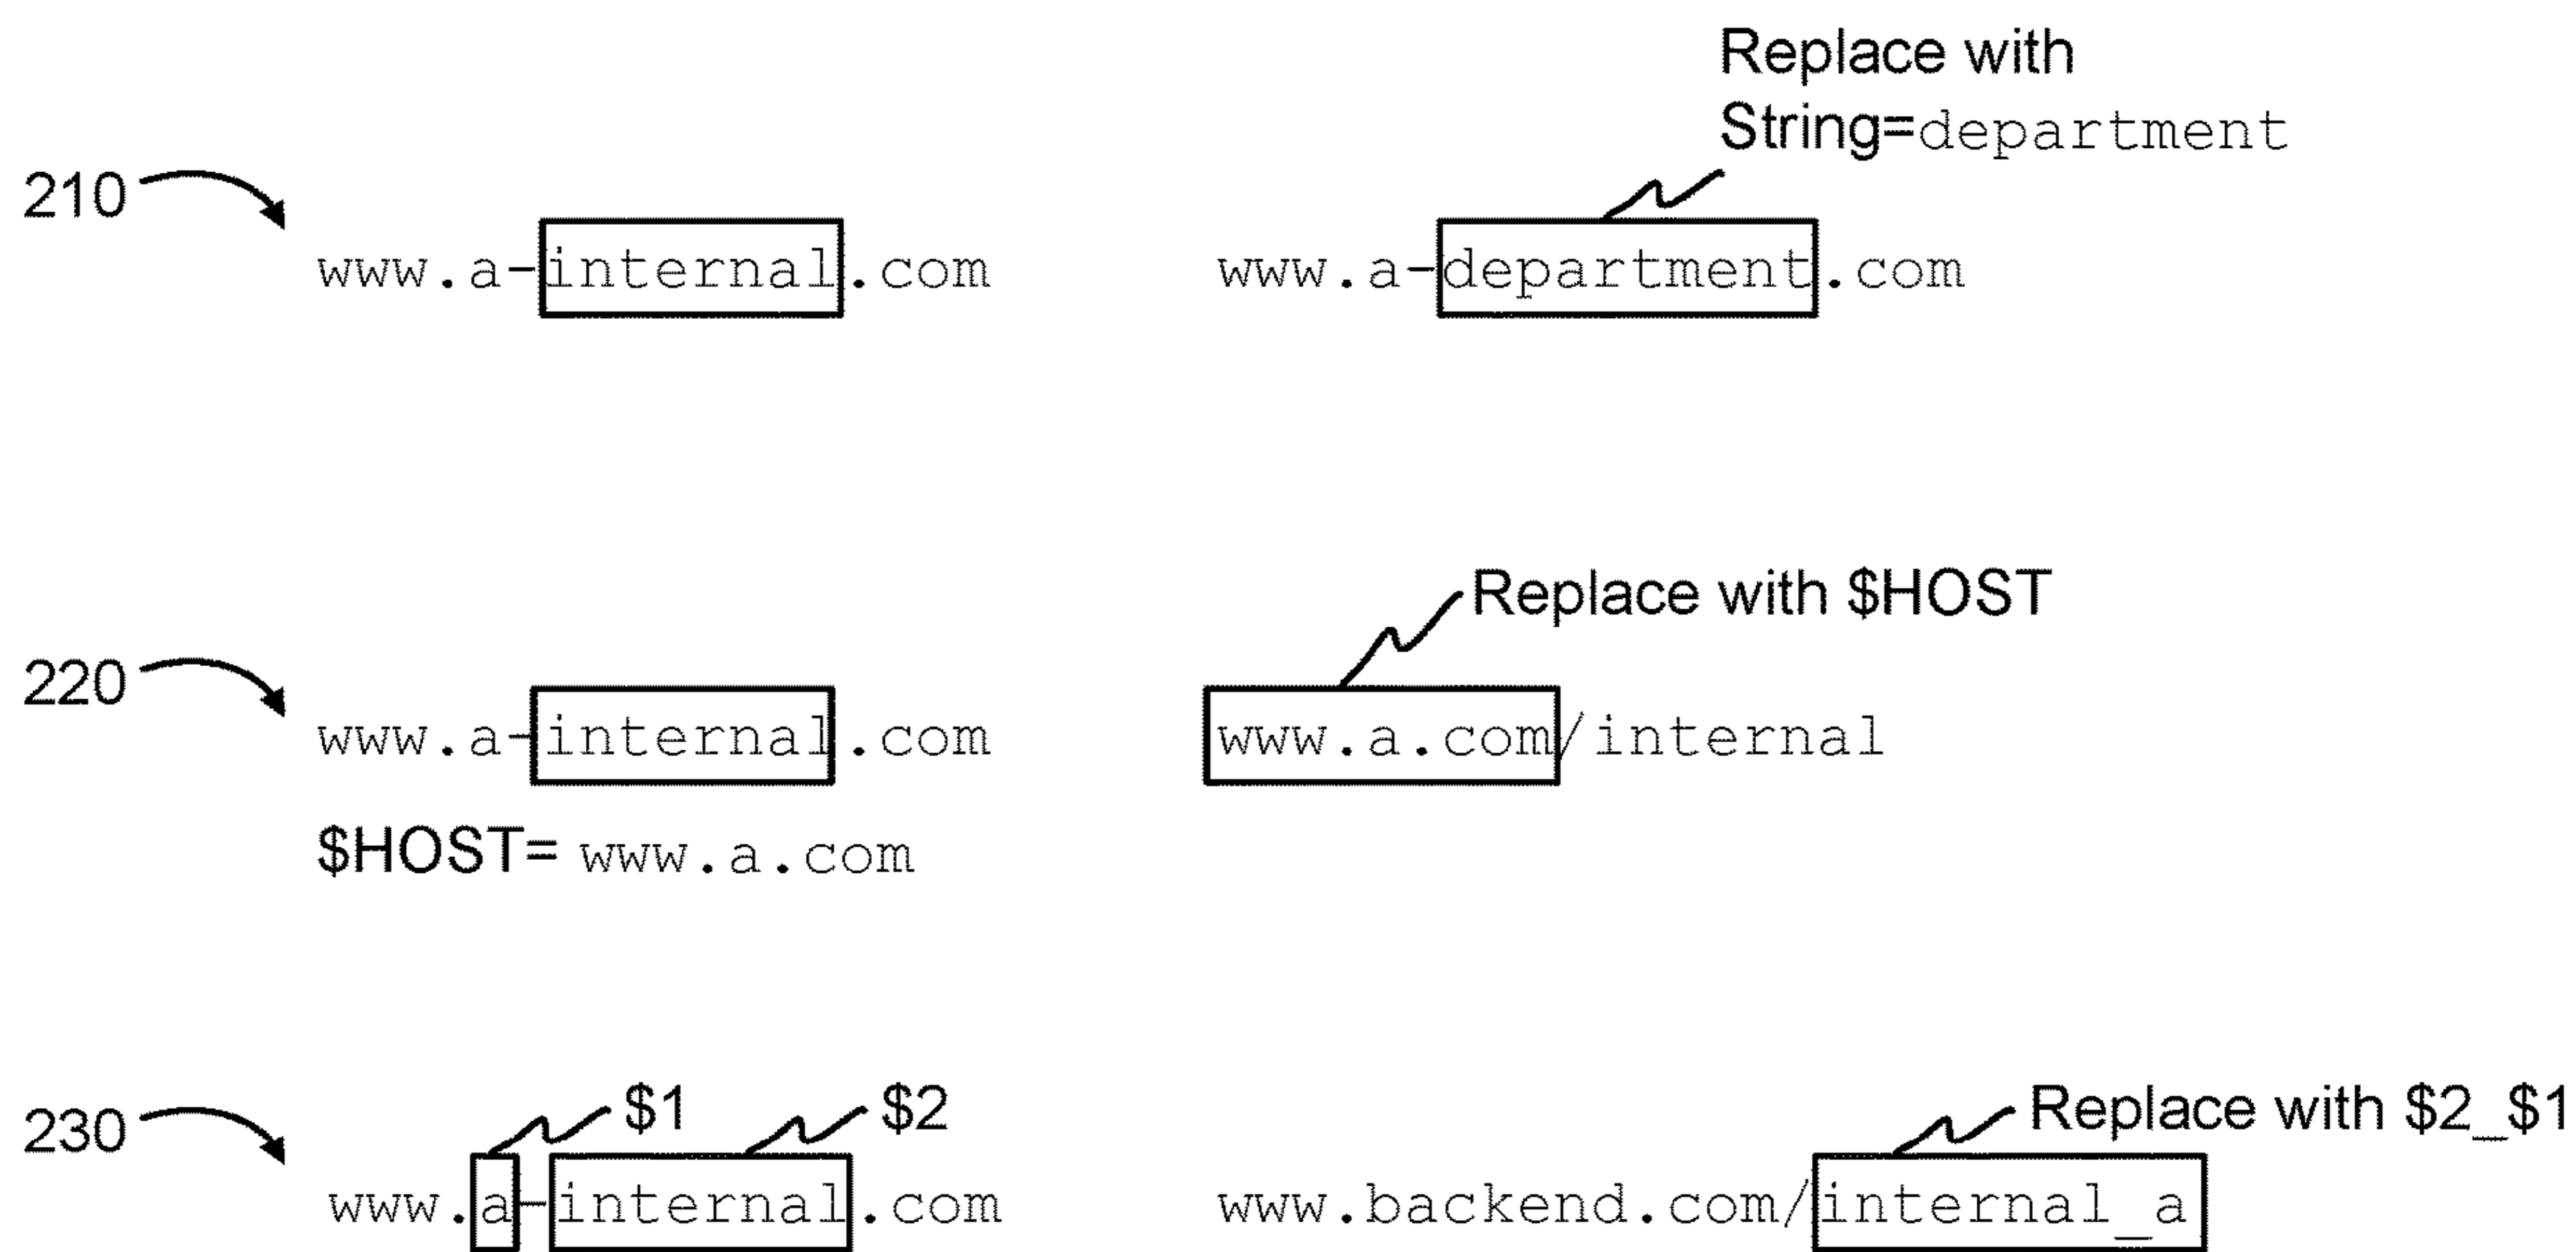 Replace with
String=department
210
www.a-internal.com www.a-department.com
Replace with $HOST
220
www.a-internal.com www.a.com/internal
$HOST= www.a.com
230 $1 $2 Replace with $2_$1
www.a-internal.com www.backend.com/internal_a